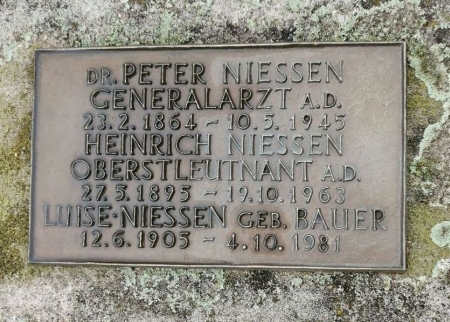 DR. PETER NIESSEN
GENERALARZT A.D.
23.2.1864 - 10.5.1945
HEINRICH NIESSEN
OBERSTLEUTNANT A.D.
27.5.1895 - 19.10.1963
LUISE-NIESSEN GEB. BAUER
12.6.1905 - 4.10.1981